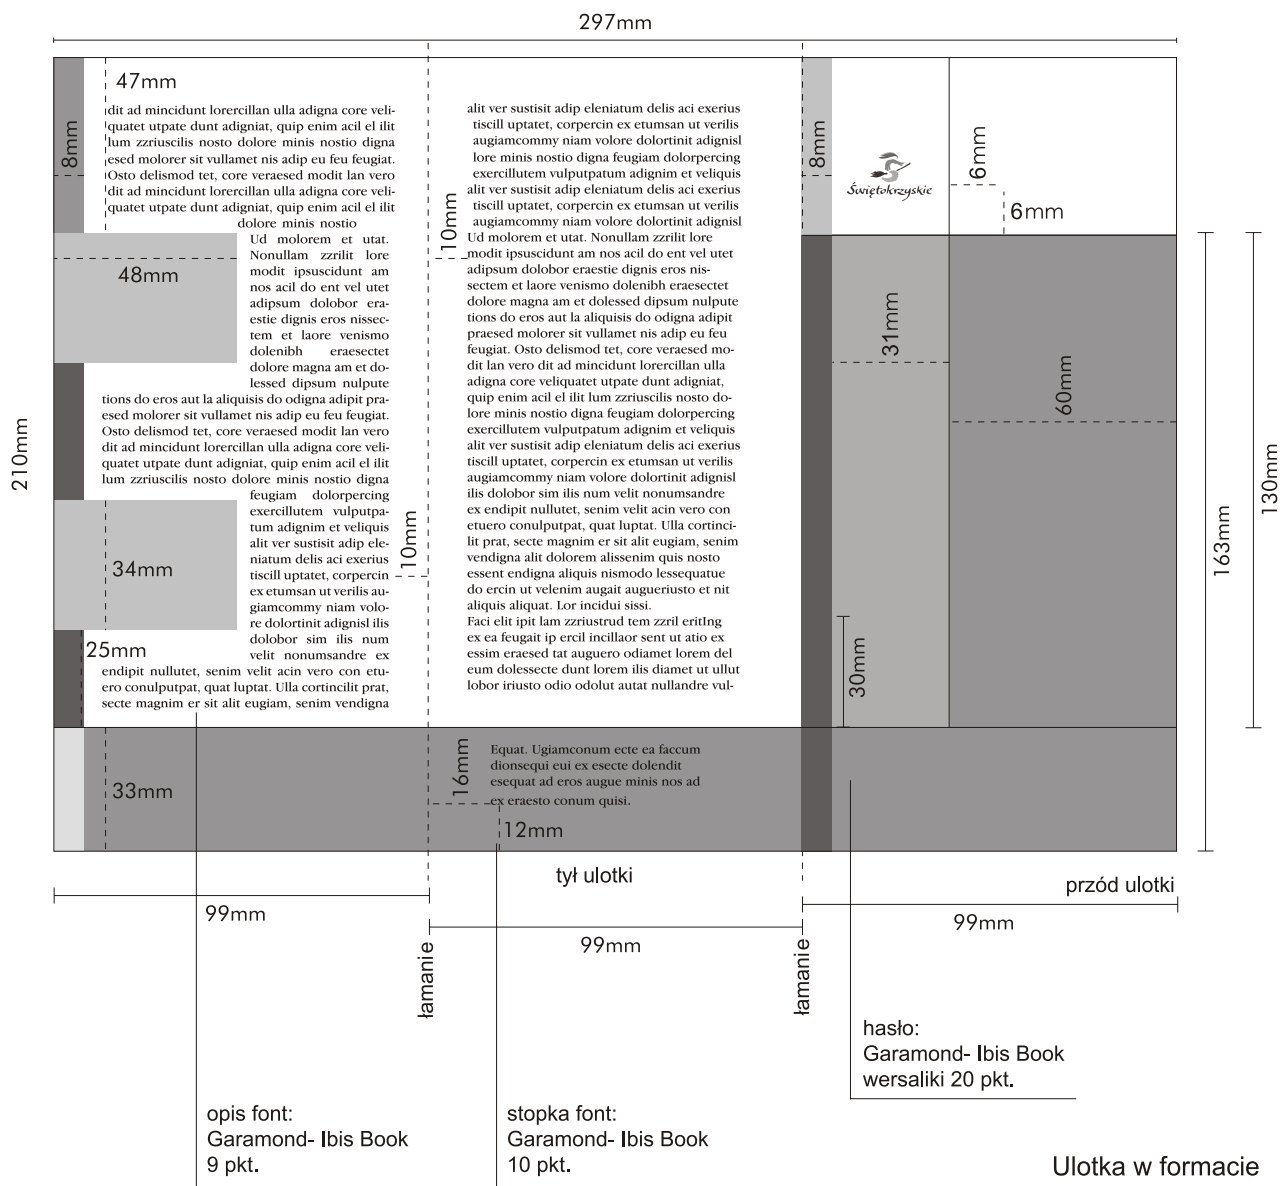 297mm
47mm
dit ad mincidunt lorercillan ulla adigna core veli-
quatet utpate dunt adigniat, quip enim acil el ilit
lum zzriuscilis nosto dolore minis nostio digna
esed molorer sit vullamet nis adip eu feu feugiat.
Osto delismod tet, core veraesed modit lan vero
dit ad mincidunt lorercillan ulla adigna core veli-
quatet utpate dunt adigniat, quip enim acil el ilit
dolore minis nostio
Ud molorem et utat.
Nonullam zzrilit lore
modit ipsuscidunt am
nos acil do ent vel utet
adipsum dolobor era-
estie dignis eros nissec-
tem et laore venismo
dolenibh eraesectet
dolore magna am et do-
lessed dipsum nulpute
tions do eros aut la aliquisis do odigna adipit pra-
esed molorer sit vullamet nis adip eu feu feugiat.
Osto delismod tet, core veraesed modit lan vero
dit ad mincidunt lorercillan ulla adigna core veli-
quatet utpate dunt adigniat, quip enim acil el ilit
lum zzriuscilis nosto dolore minis nostio digna
feugiam dolorpercing
exercillutem vulputpa-
tum adignim et veliquis
alit ver sustisit adip ele-
niatum delis aci exerius
tiscill uptatet, corpercin
ex etumsan ut verilis au-
giamcommy niam volo-
re dolortinit adignisl ilis
dolobor sim ilis num
velit nonumsandre ex
endipit nullutet, senim velit acin vero con etu-
ero conulputpat, quat luptat. Ulla cortincilit prat,
secte magnim er sit alit eugiam, senim vendigna
8mm
48mm
34mm
25mm
33mm
210mm
10mm
10mm
alit ver sustisit adip eleniatum delis aci exerius
tiscill uptatet, corpercin ex etumsan ut verilis
augiamcommy niam volore dolortinit adignisl
lore minis nostio digna feugiam dolorpercing
exercillutem vulputpatum adignim et veliquis
alit ver sustisit adip eleniatum delis aci exerius
tiscill uptatet, corpercin ex etumsan ut verilis
augiamcommy niam volore dolortinit adignisl
Ud molorem et utat. Nonullam zzrilit lore
modit ipsuscidunt am nos acil do ent vel utet
adipsum dolobor eraestie dignis eros nis-
sectem et laore venismo dolenibh eraesectet
dolore magna am et dolessed dipsum nulpute
tions do eros aut la aliquisis do odigna adipit
praesed molorer sit vullamet nis adip eu feu
feugiat. Osto delismod tet, core veraesed mo-
dit lan vero dit ad mincidunt lorercillan ulla
adigna core veliquatet utpate dunt adigniat,
quip enim acil el ilit lum zzriuscilis nosto do-
lore minis nostio digna feugiam dolorpercing
exercillutem vulputpatum adignim et veliquis
alit ver sustisit adip eleniatum delis aci exerius
tiscill uptatet, corpercin ex etumsan ut verilis
augiamcommy niam volore dolortinit adignisl
ilis dolobor sim ilis num velit nonumsandre
ex endipit nullutet, senim velit acin vero con
etuero conulputpat, quat luptat. Ulla cortinci-
lit prat, secte magnim er sit alit eugiam, senim
vendigna alit dolorem alissenim quis nosto
essent endigna aliquis nismodo lessequatue
do ercin ut velenim augait augueriusto et nit
aliquis aliquat. Lor incidui sissi.
Faci elit ipit lam zzriustrud tem zzril eritIng
ex ea feugait ip ercil incillaor sent ut atio ex
essim eraesed tat auguero odiamet lorem del
eum dolessecte dunt lorem ilis diamet ut ullut
lobor iriusto odio odolut autat nullandre vul-
16mm
Equat. Ugiamconum ecte ea faccum
dionsequi eui ex esecte dolendit
esequat ad eros augue minis nos ad
ex eraesto conum quisi.
12mm
8mm
Świętokrzyskie
6mm
6mm
31mm
60mm
30mm
163mm
130mm
tył ulotki
przód ulotki
99mm
99mm
99mm
łamanie
łamanie
hasło:
Garamond- Ibis Book
wersaliki 20 pkt.
opis font:
Garamond- Ibis Book
9 pkt.
stopka font:
Garamond- Ibis Book
10 pkt.
Ulotka w formacie